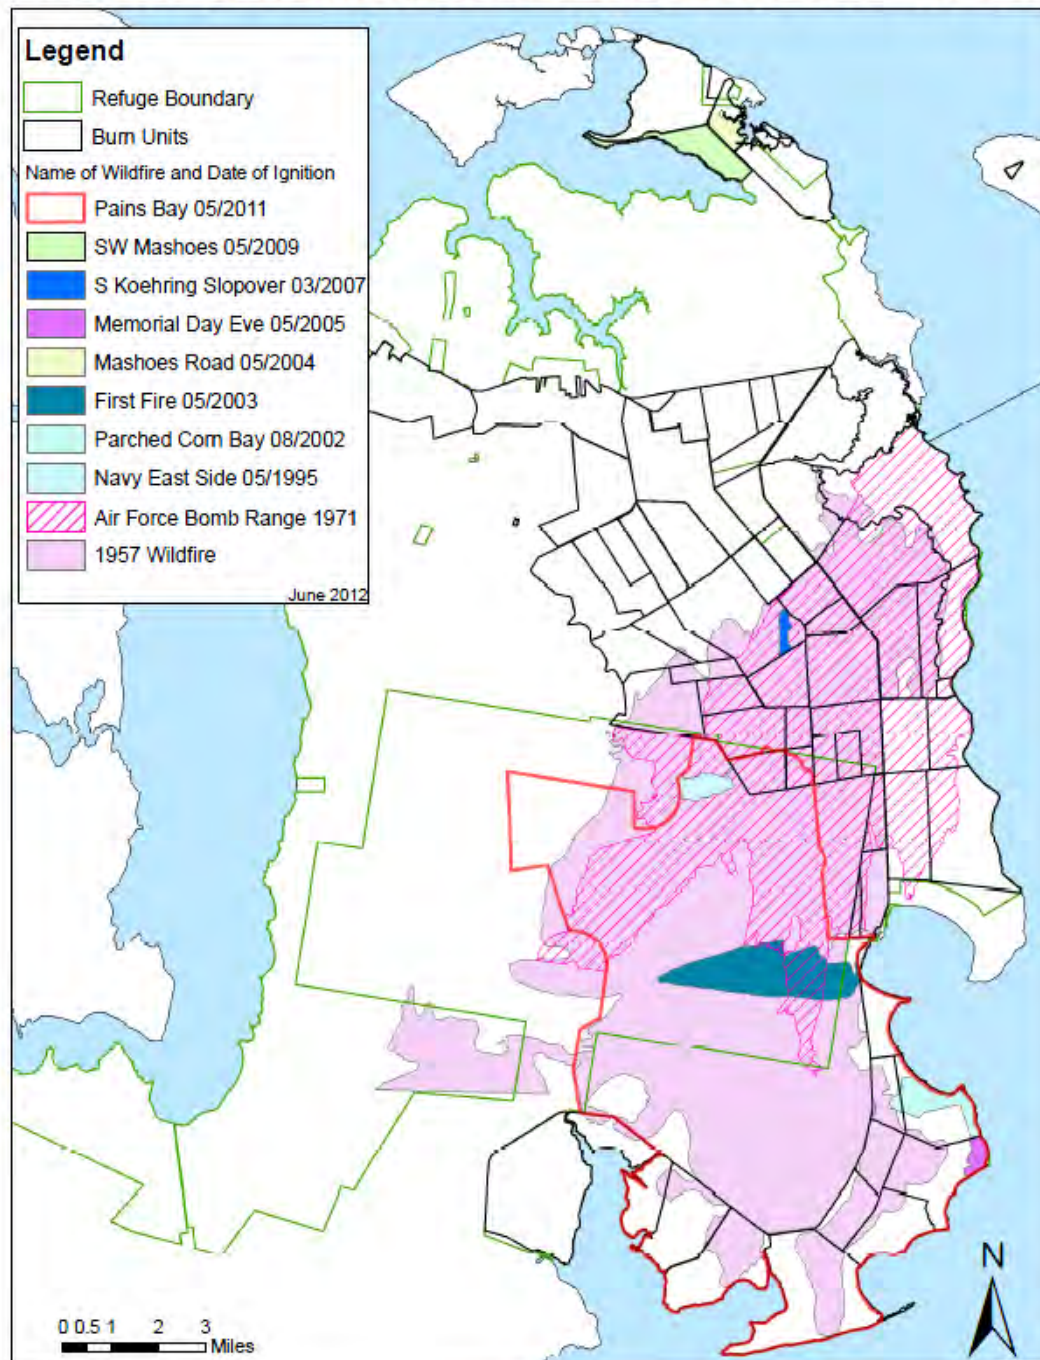 Legend
Refuge Boundary
Burn Units
Name of Wildfire and Date of Ignition
Pains Bay 05/2011
SW Mashoes 05/2009
S Koehring Slopover 03/2007
Memorial Day Eve 05/2005
Mashoes Road 05/2004
First Fire 05/2003
Parched Corn Bay 08/2002
Navy East Side 05/1995
Air Force Bomb Range 1971
1957 Wildfire
June 2012
N
0 0.5 1 2 3
Miles